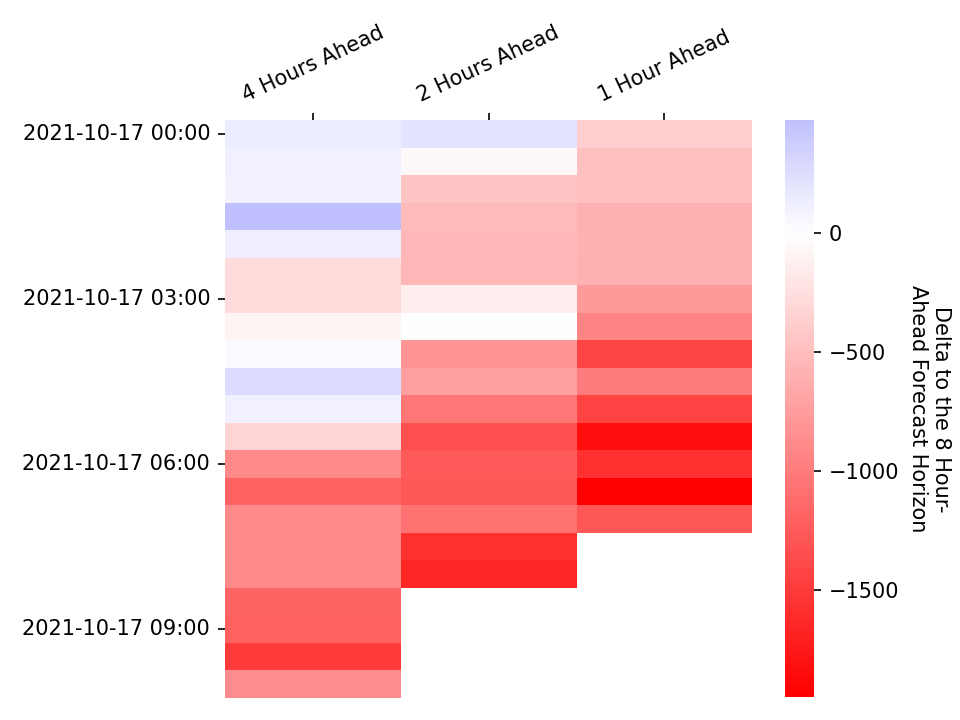 4 Hours Ahead
2 Hours Ahead
1 Hour Ahead
2021-10-17 00:00
2021-10-17 03:00
2021-10-17 06:00
2021-10-17 09:00
0
−500
−1000
−1500
Delta to the 8 Hour-
Ahead Forecast Horizon